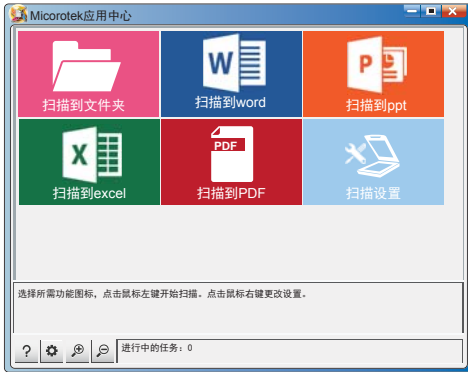 Micorotek应用中心
扫描到文件夹
W
扫描到word
P
扫描到ppt
X
扫描到excel
PDF
扫描到PDF
扫描设置
选择所需功能图标，点击鼠标左键开始扫描。点击鼠标右键更改设置。
?
进行中的任务：0